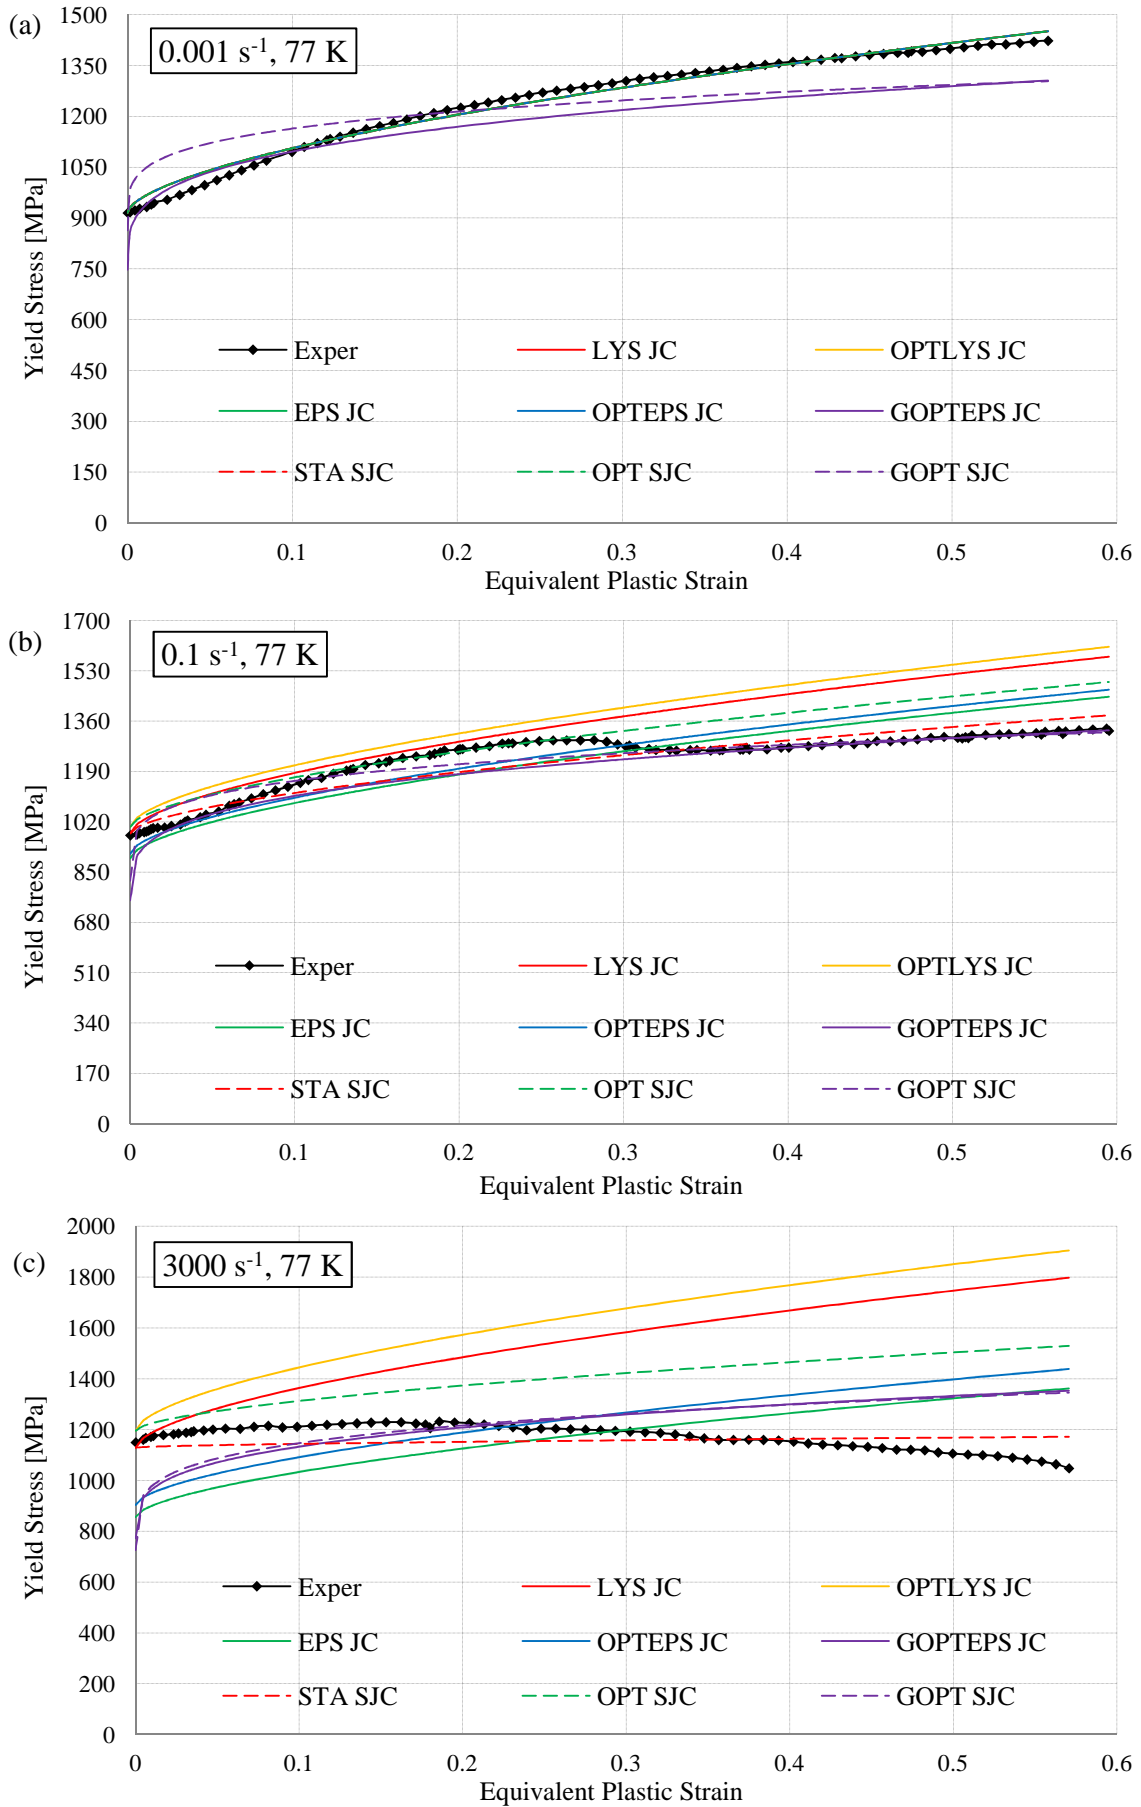 (a)
0.001 s-1, 77 K
Yield Stress [MPa]
1500
1350
1200
1050
900
750
600
450
300
150
0
Exper LYS JC OPTLYS JC
EPS JC OPTEPS JC GOPTEPS JC
STA SJC OPT SJC GOPT SJC
0 0.1 0.2 0.3 0.4 0.5 0.6
Equivalent Plastic Strain
(b)
0.1 s-1, 77 K
Yield Stress [MPa]
1700
1530
1360
1190
1020
850
680
510
340
170
0
Exper LYS JC OPTLYS JC
EPS JC OPTEPS JC GOPTEPS JC
STA SJC OPT SJC GOPT SJC
0 0.1 0.2 0.3 0.4 0.5 0.6
Equivalent Plastic Strain
(c)
3000 s-1, 77 K
Yield Stress [MPa]
2000
1800
1600
1400
1200
1000
800
600
400
200
0
Exper LYS JC OPTLYS JC
EPS JC OPTEPS JC GOPTEPS JC
STA SJC OPT SJC GOPT SJC
0 0.1 0.2 0.3 0.4 0.5 0.6
Equivalent Plastic Strain